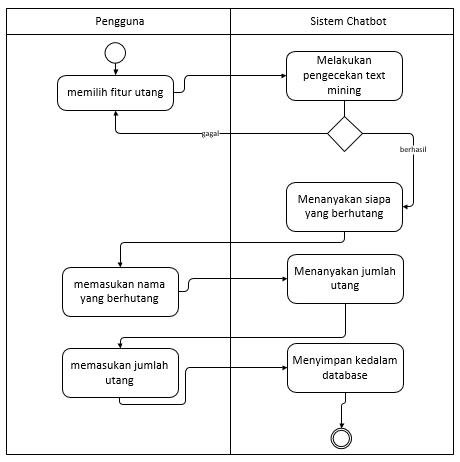 Pengguna
Sistem Chatbot
memilih fitur utang
Melakukan
pengecekan text
mining
gagal
berhasil
Menanyakan siapa
yang berhutang
memasukan nama
yang berhutang
Menanyakan jumlah
utang
memasukan jumlah
utang
Menyimpan kedalam
database